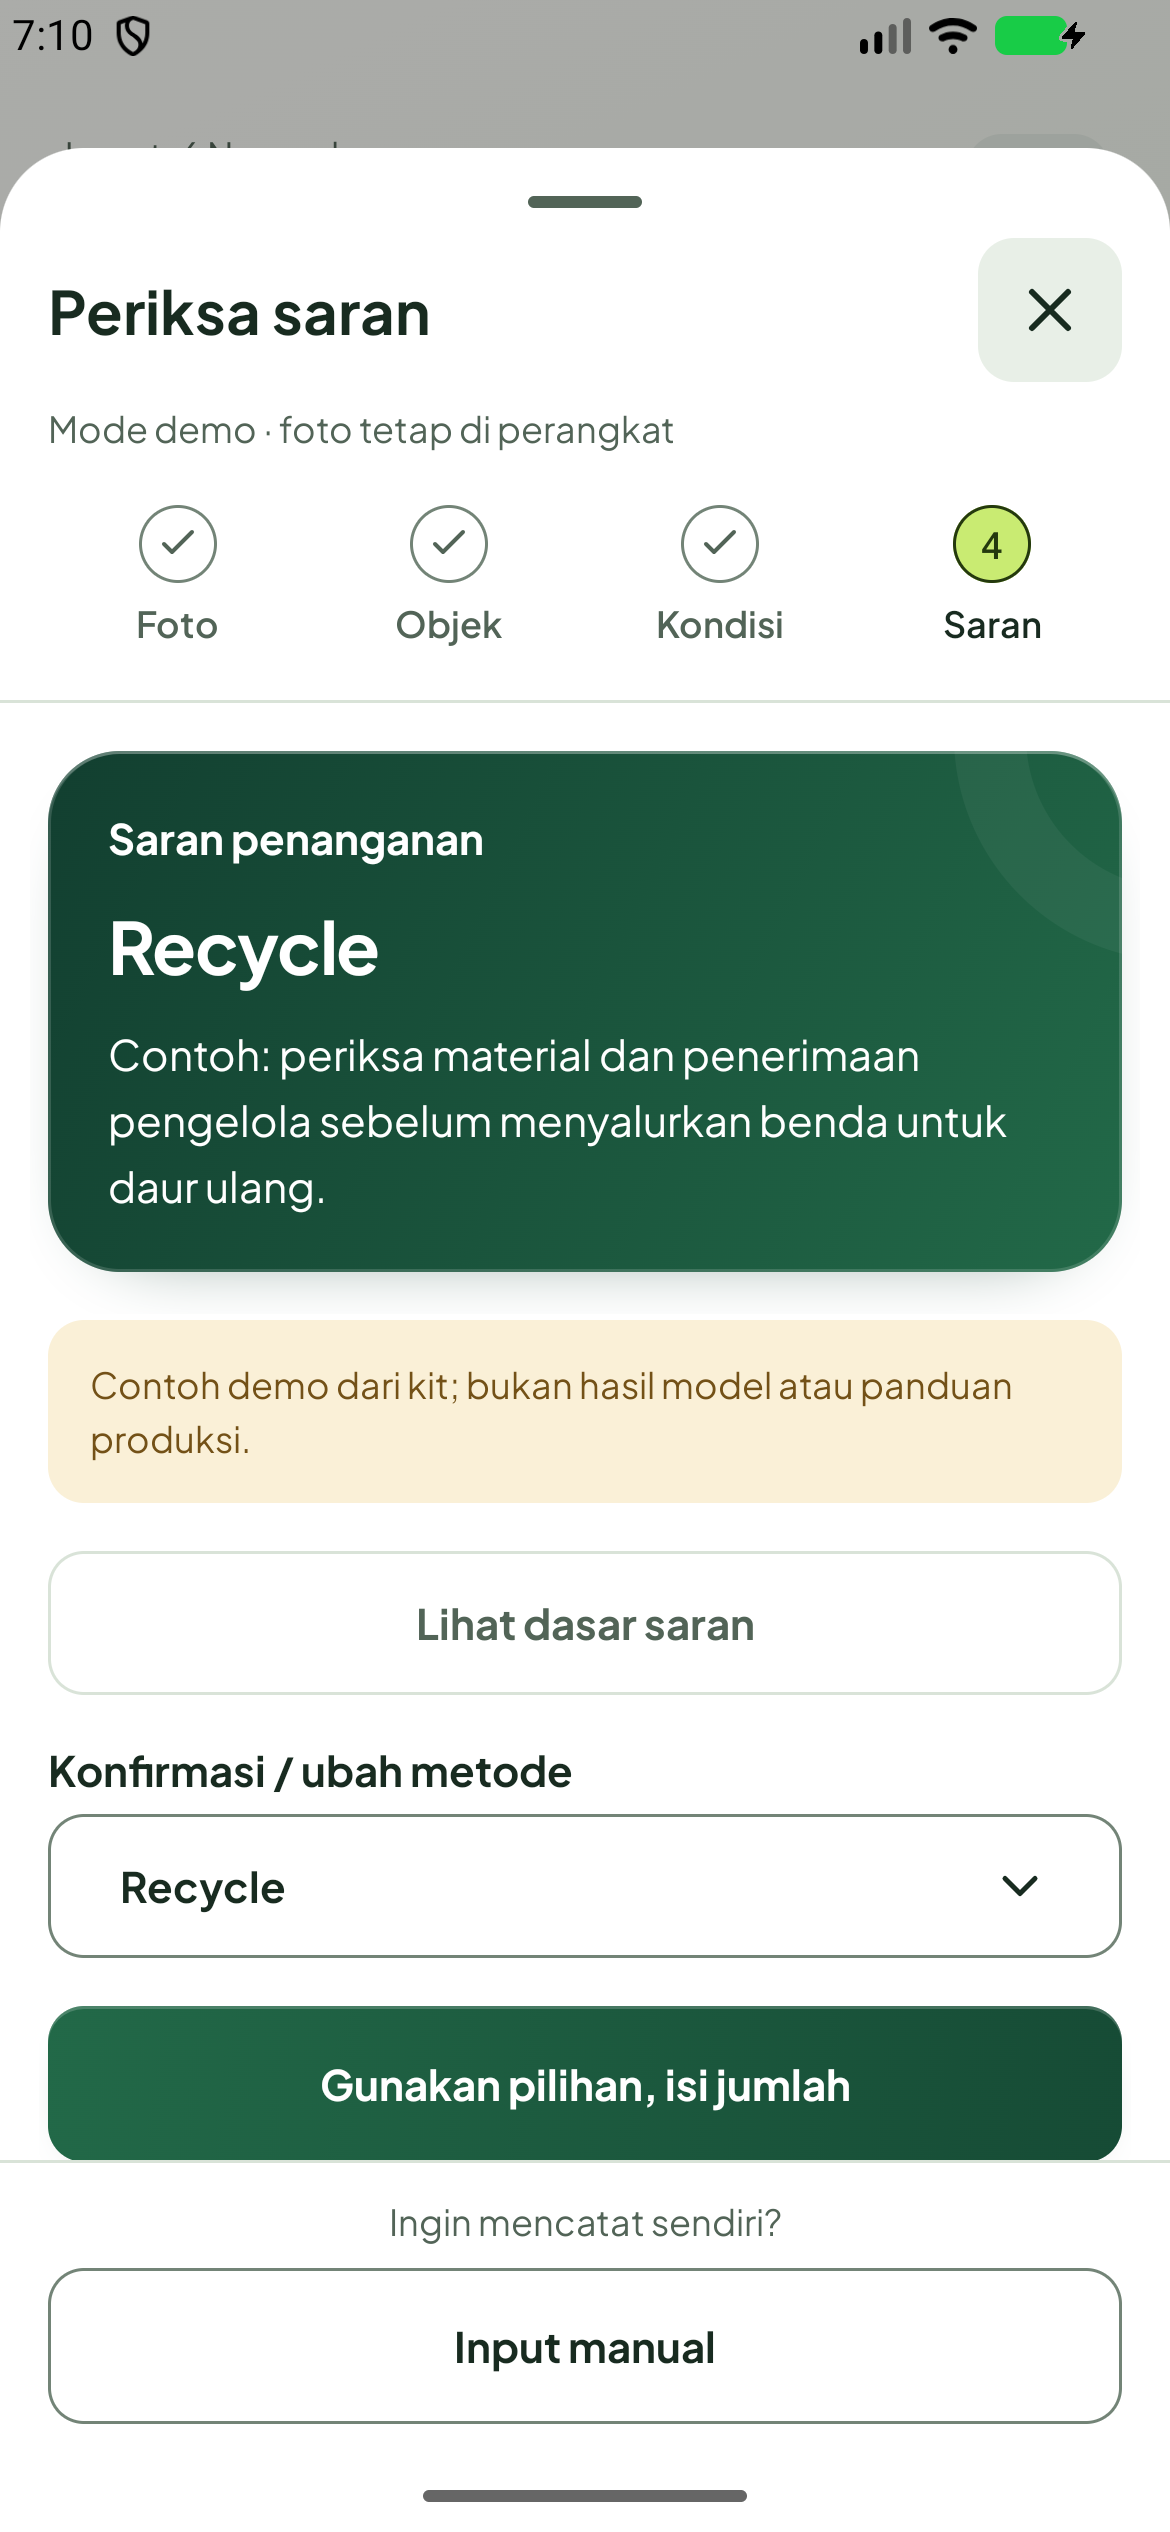 7:10
Periksa saran
Mode demo · foto tetap di perangkat
Foto
Objek
Kondisi
4
Saran
Saran penanganan
Recycle
Contoh: periksa material dan penerimaan
pengelola sebelum menyalurkan benda untuk
daur ulang.
Contoh demo dari kit; bukan hasil model atau panduan
produksi.
Lihat dasar saran
Konfirmasi / ubah metode
Recycle
Gunakan pilihan, isi jumlah
Ingin mencatat sendiri?
Input manual